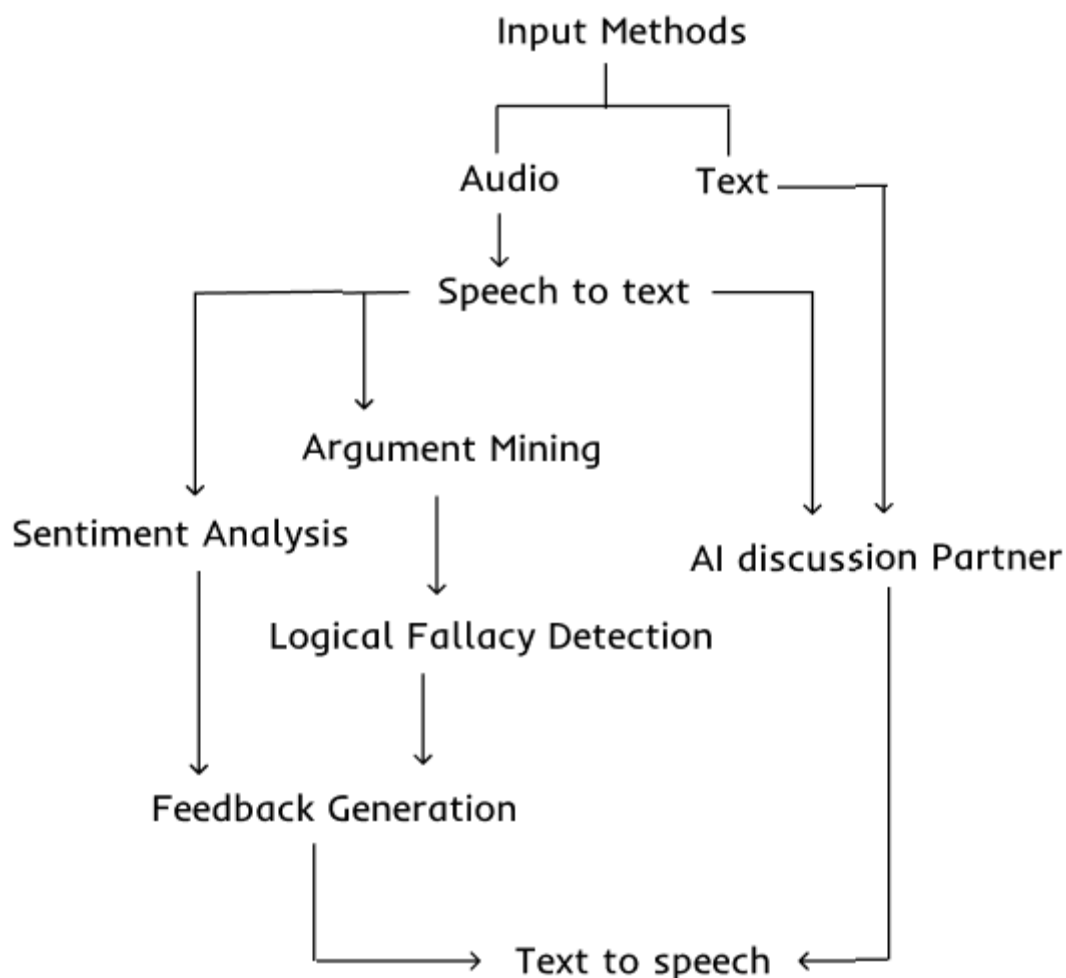 Input Methods
Audio
Text
Speech to text
Argument Mining
Sentiment Analysis
AI discussion Partner
Logical Fallacy Detection
Feedback Generation
Text to speech